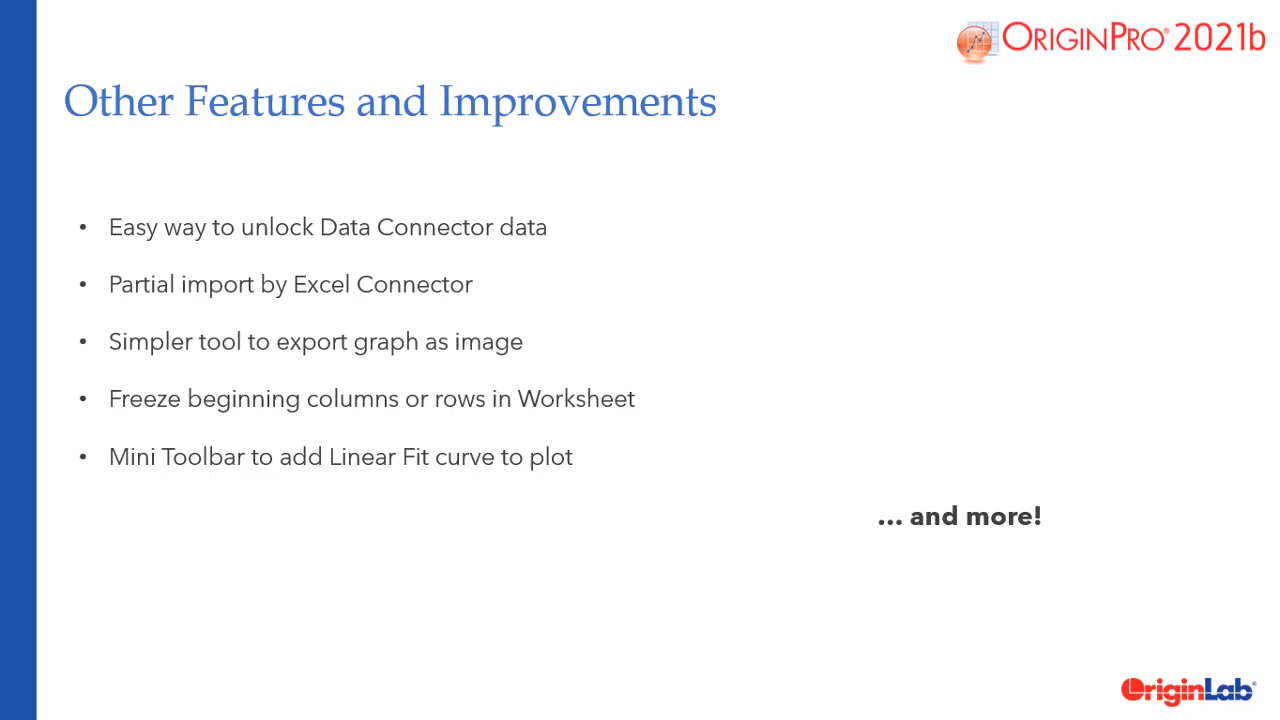 ORIGINPRO® 2021b
Other Features and Improvements
• Easy way to unlock Data Connector data
• Partial import by Excel Connector
• Simpler tool to export graph as image
• Freeze beginning columns or rows in Worksheet
• Mini Toolbar to add Linear Fit curve to plot
... and more!
OriginLab®